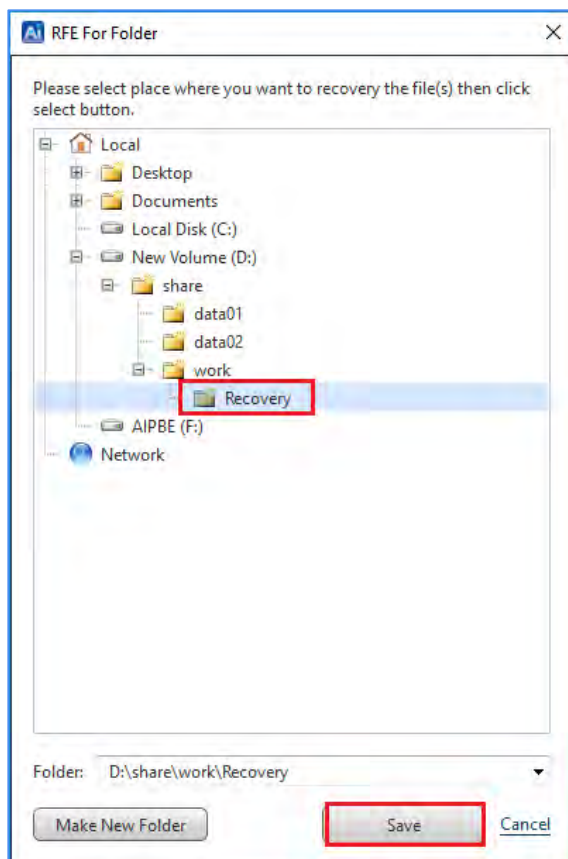 Ai RFE For Folder
Please select place where you want to recovery the file(s) then click
select button.
Local
Desktop
Documents
Local Disk (C:)
New Volume (D:)
share
data01
data02
work
Recovery
AIPBE (F:)
Network
Folder: D:\share\work\Recovery
Make New Folder Save Cancel